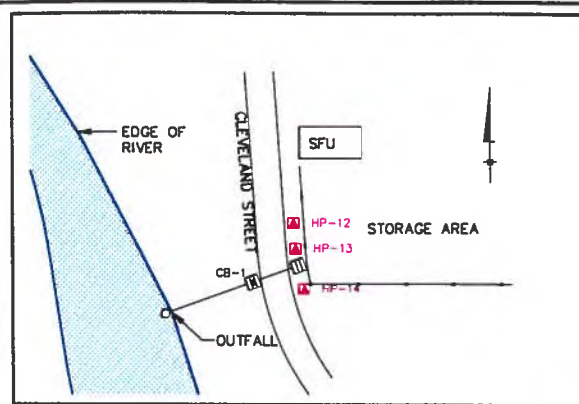 EDGE OF
RIVER
CLEVELAND STREET
SFU
HP-12
STORAGE AREA
HP-13
CB-1
HP-14
OUTFALL